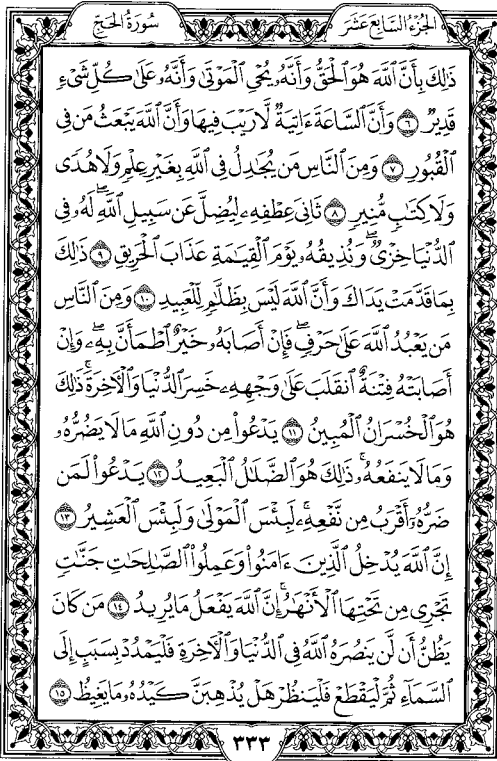 الجزء السابع عشر
سورة الحج
ذَٰلِكَ بِأَنَّ ٱللَّهَ هُوَ ٱلْحَقُّ وَأَنَّهُۥ يُحْىِ ٱلْمَوْتَىٰ وَأَنَّهُۥ عَلَىٰ كُلِّ شَىْءٍ
قَدِيرٌ ٦ وَأَنَّ ٱلسَّاعَةَ ءَاتِيَةٌ لَّا رَيْبَ فِيهَا وَأَنَّ ٱللَّهَ يَبْعَثُ مَن فِى
ٱلْقُبُورِ ٧ وَمِنَ ٱلنَّاسِ مَن يُجَٰدِلُ فِى ٱللَّهِ بِغَيْرِ عِلْمٍ وَلَا هُدًى
وَلَا كِتَٰبٍ مُّنِيرٍ ٨ ثَانِىَ عِطْفِهِۦ لِيُضِلَّ عَن سَبِيلِ ٱللَّهِ ۖ لَهُۥ فِى
ٱلدُّنْيَا خِزْىٌ ۖ وَنُذِيقُهُۥ يَوْمَ ٱلْقِيَٰمَةِ عَذَابَ ٱلْحَرِيقِ ٩ ذَٰلِكَ
بِمَا قَدَّمَتْ يَدَاكَ وَأَنَّ ٱللَّهَ لَيْسَ بِظَلَّٰمٍ لِّلْعَبِيدِ ١٠ وَمِنَ ٱلنَّاسِ
مَن يَعْبُدُ ٱللَّهَ عَلَىٰ حَرْفٍ ۖ فَإِنْ أَصَابَهُۥ خَيْرٌ ٱطْمَأَنَّ بِهِۦ ۖ وَإِنْ
أَصَابَتْهُ فِتْنَةٌ ٱنقَلَبَ عَلَىٰ وَجْهِهِۦ خَسِرَ ٱلدُّنْيَا وَٱلْءَاخِرَةَ ۚ ذَٰلِكَ
هُوَ ٱلْخُسْرَانُ ٱلْمُبِينُ ١١ يَدْعُوا۟ مِن دُونِ ٱللَّهِ مَا لَا يَضُرُّهُۥ
وَمَا لَا يَنفَعُهُۥ ۚ ذَٰلِكَ هُوَ ٱلضَّلَٰلُ ٱلْبَعِيدُ ١٢ يَدْعُوا۟ لَمَن
ضَرُّهُۥٓ أَقْرَبُ مِن نَّفْعِهِۦ ۚ لَبِئْسَ ٱلْمَوْلَىٰ وَلَبِئْسَ ٱلْعَشِيرُ ١٣
إِنَّ ٱللَّهَ يُدْخِلُ ٱلَّذِينَ ءَامَنُوا۟ وَعَمِلُوا۟ ٱلصَّٰلِحَٰتِ جَنَّٰتٍ
تَجْرِى مِن تَحْتِهَا ٱلْأَنْهَٰرُ ۚ إِنَّ ٱللَّهَ يَفْعَلُ مَا يُرِيدُ ١٤ مَن كَانَ
يَظُنُّ أَن لَّن يَنصُرَهُ ٱللَّهُ فِى ٱلدُّنْيَا وَٱلْءَاخِرَةِ فَلْيَمْدُدْ بِسَبَبٍ إِلَى
ٱلسَّمَآءِ ثُمَّ لْيَقْطَعْ فَلْيَنظُرْ هَلْ يُذْهِبَنَّ كَيْدُهُۥ مَا يَغِيظُ ١٥
٣٣٣